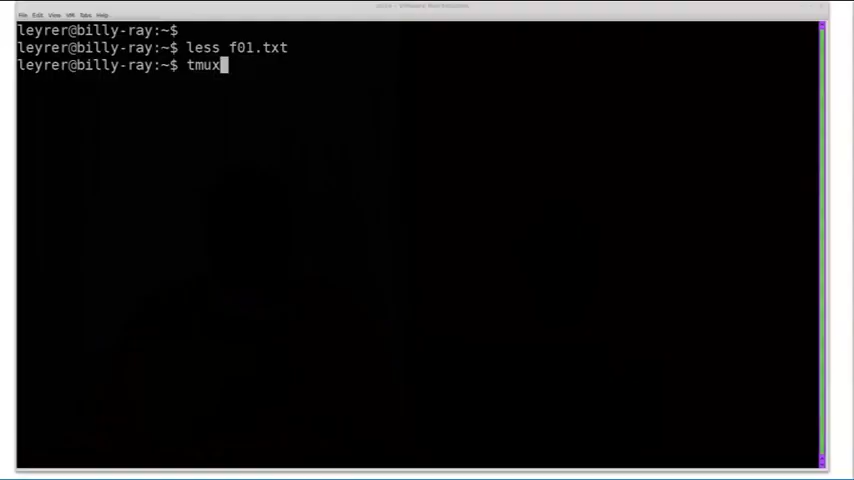 File Edit View VM Tabs Help
leyrer@billy-ray:~$
leyrer@billy-ray:~$ less f01.txt
leyrer@billy-ray:~$ tmux